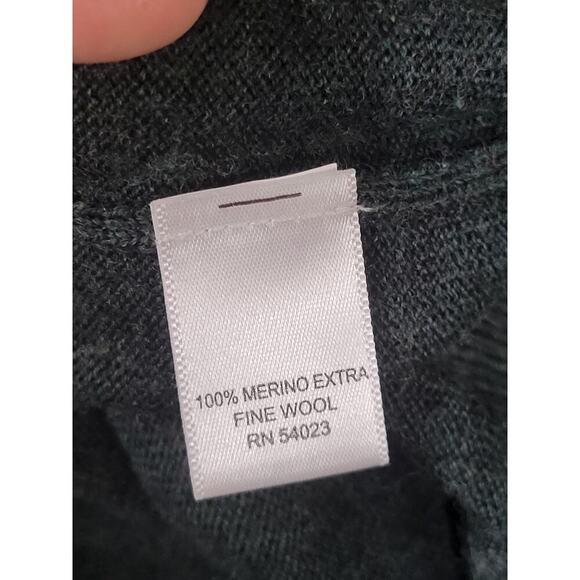 100% MERINO EXTRA
FINE WOOL
RN 54023